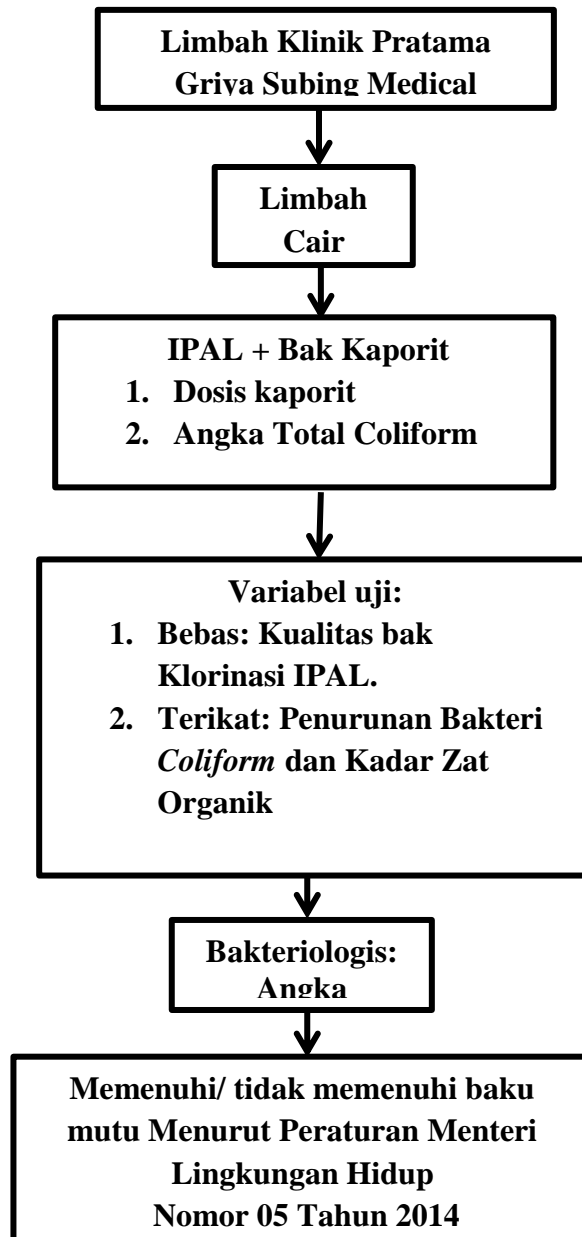 Limbah Klinik Pratama
Griya Subing Medical
Limbah
Cair
IPAL + Bak Kaporit
1. Dosis kaporit
2. Angka Total Coliform
Variabel uji:
1. Bebas: Kualitas bak
Klorinasi IPAL.
2. Terikat: Penurunan Bakteri
Coliform dan Kadar Zat
Organik
Bakteriologis:
Angka
Memenuhi/ tidak memenuhi baku
mutu Menurut Peraturan Menteri
Lingkungan Hidup
Nomor 05 Tahun 2014